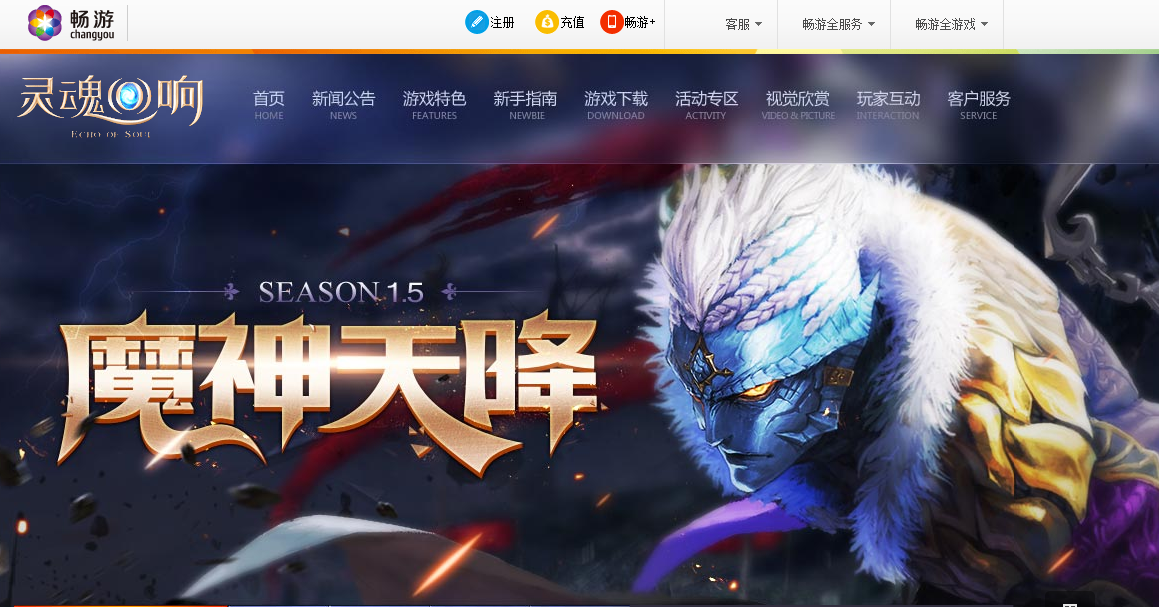 畅游
changyou
注册 充值 畅游+ 客服 畅游全服务 畅游全游戏
灵魂回响
ECHO OF SOUL
首页 新闻公告 游戏特色 新手指南 游戏下载 活动专区 视觉欣赏 玩家互动 客户服务
HOME NEWS FEATURES NEWBIE DOWNLOAD ACTIVITY VIDEO & PICTURE INTERACTION SERVICE
SEASON 1.5
魔神天降